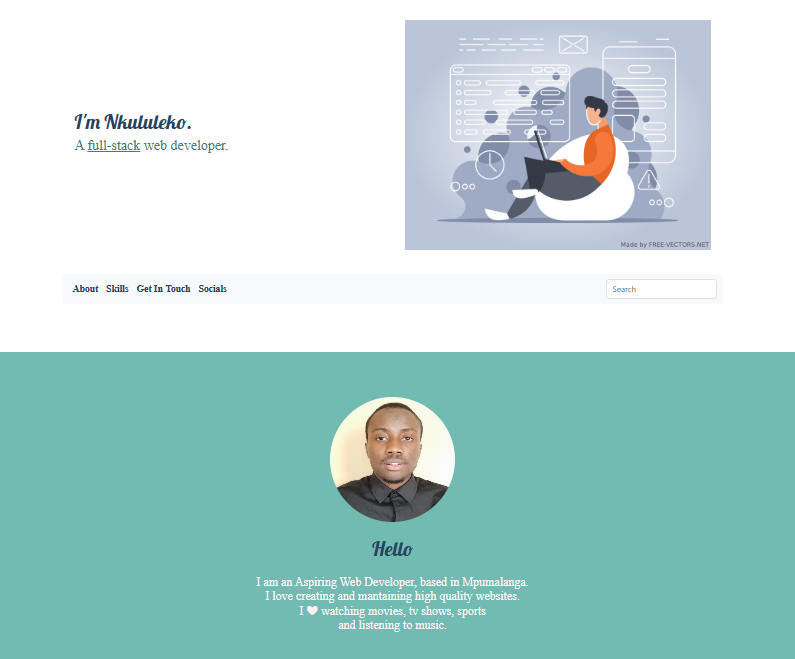 I'm Nkululeko.
A full-stack web developer.
Made by FREE-VECTORS.NET
About Skills Get In Touch Socials
Search
Hello
I am an Aspiring Web Developer, based in Mpumalanga.
I love creating and mantaining high quality websites.
I ♥ watching movies, tv shows, sports
and listening to music.